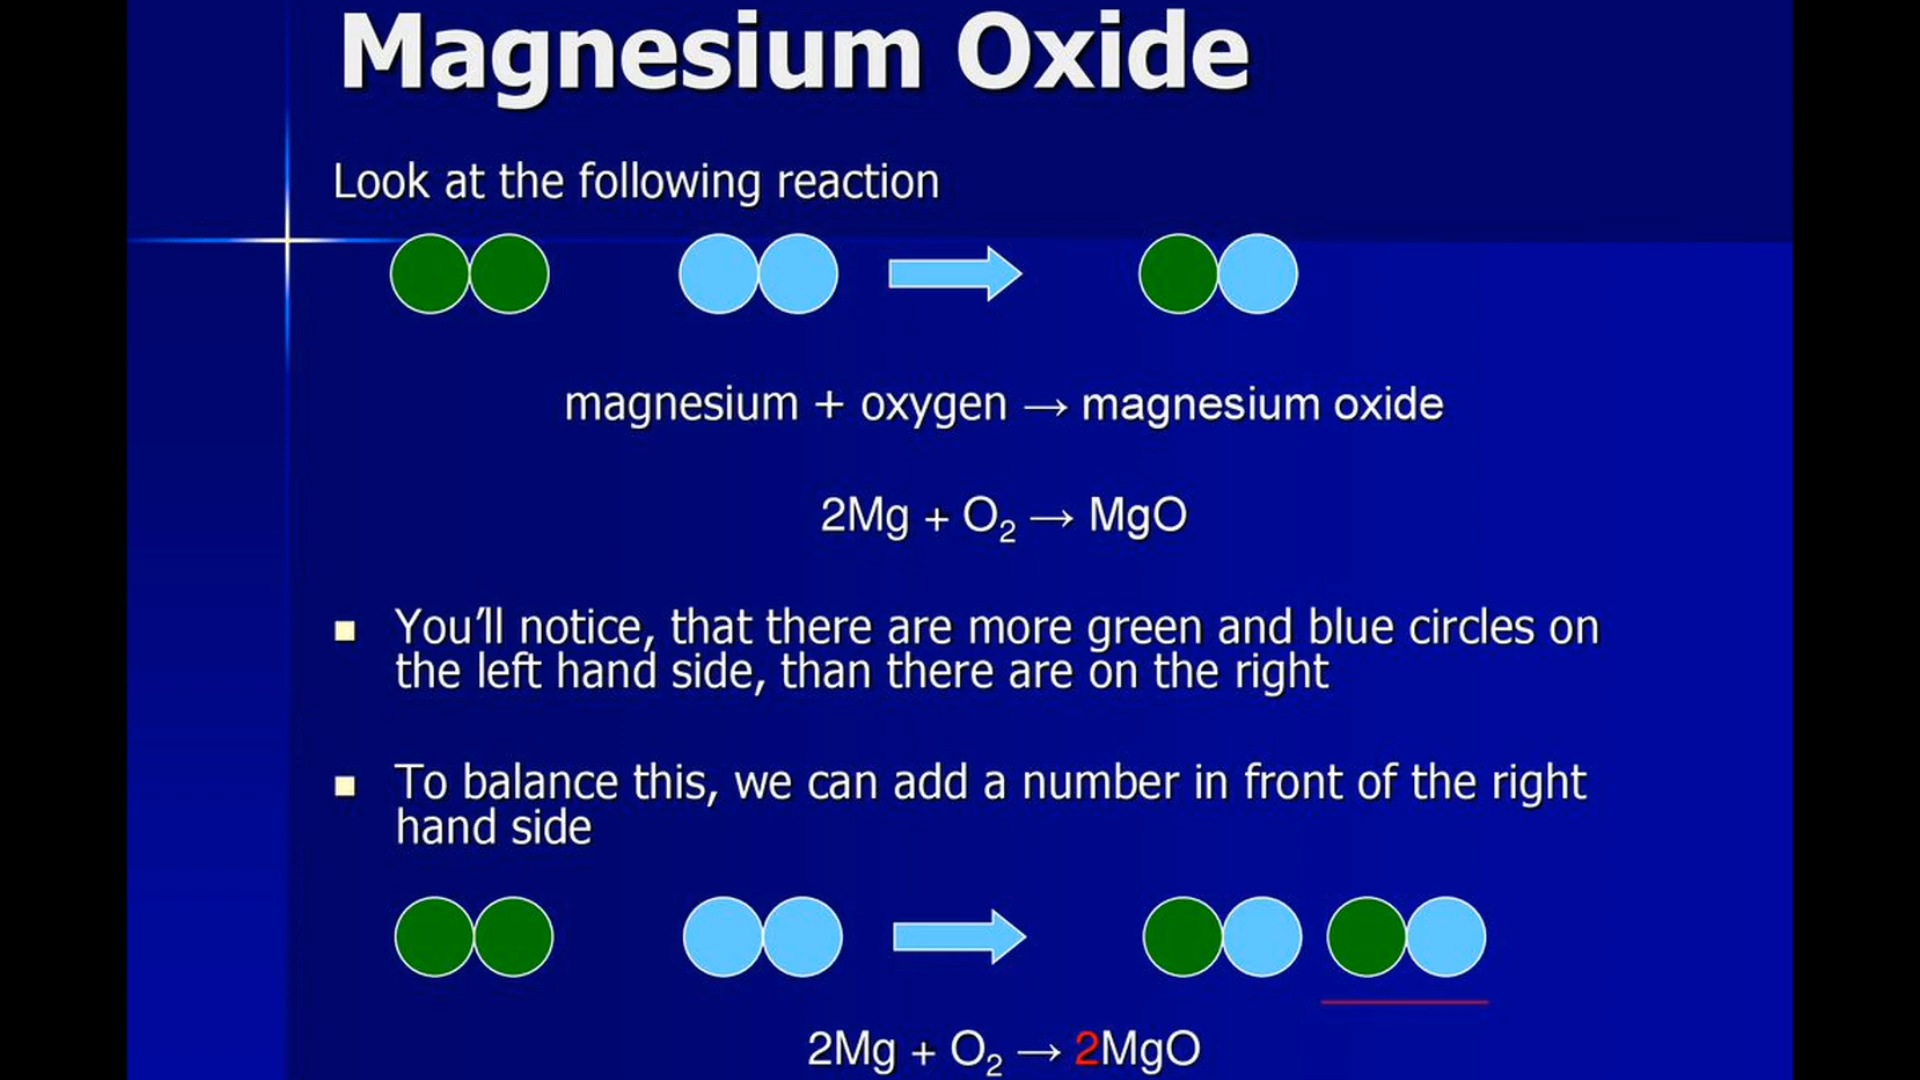 Magnesium Oxide
Look at the following reaction
magnesium + oxygen → magnesium oxide
2Mg + O₂ → MgO
You’ll notice, that there are more green and blue circles on
the left hand side, than there are on the right
To balance this, we can add a number in front of the right
hand side
2Mg + O₂ → 2MgO